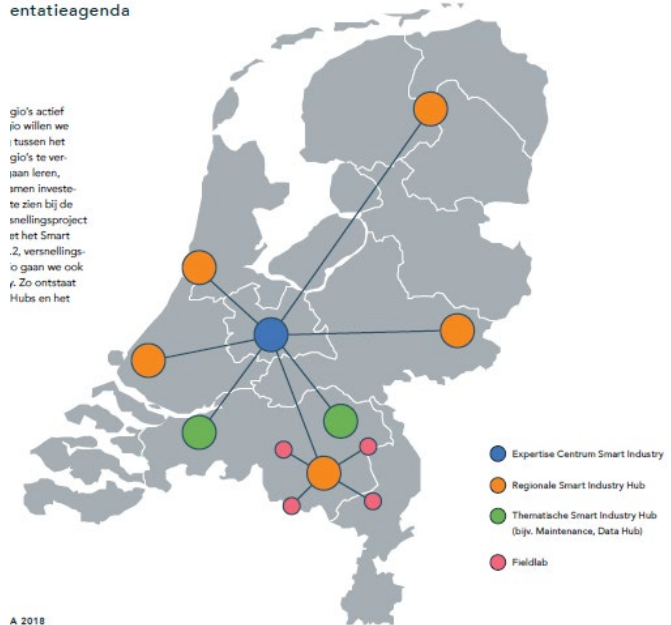 entatieagenda
gio's actief
gio willen we
tussen het
gio's te ver-
gaan leren,
amen investe-
te zien bij de
snellingsproject
et het Smart
.2, versnellings-
io gaan we ook
y. Zo ontstaat
Hubs en het
Expertise Centrum Smart Industry
Regionale Smart Industry Hub
Thematische Smart Industry Hub
(bijv. Maintenance, Data Hub)
Fieldlab
A 2018